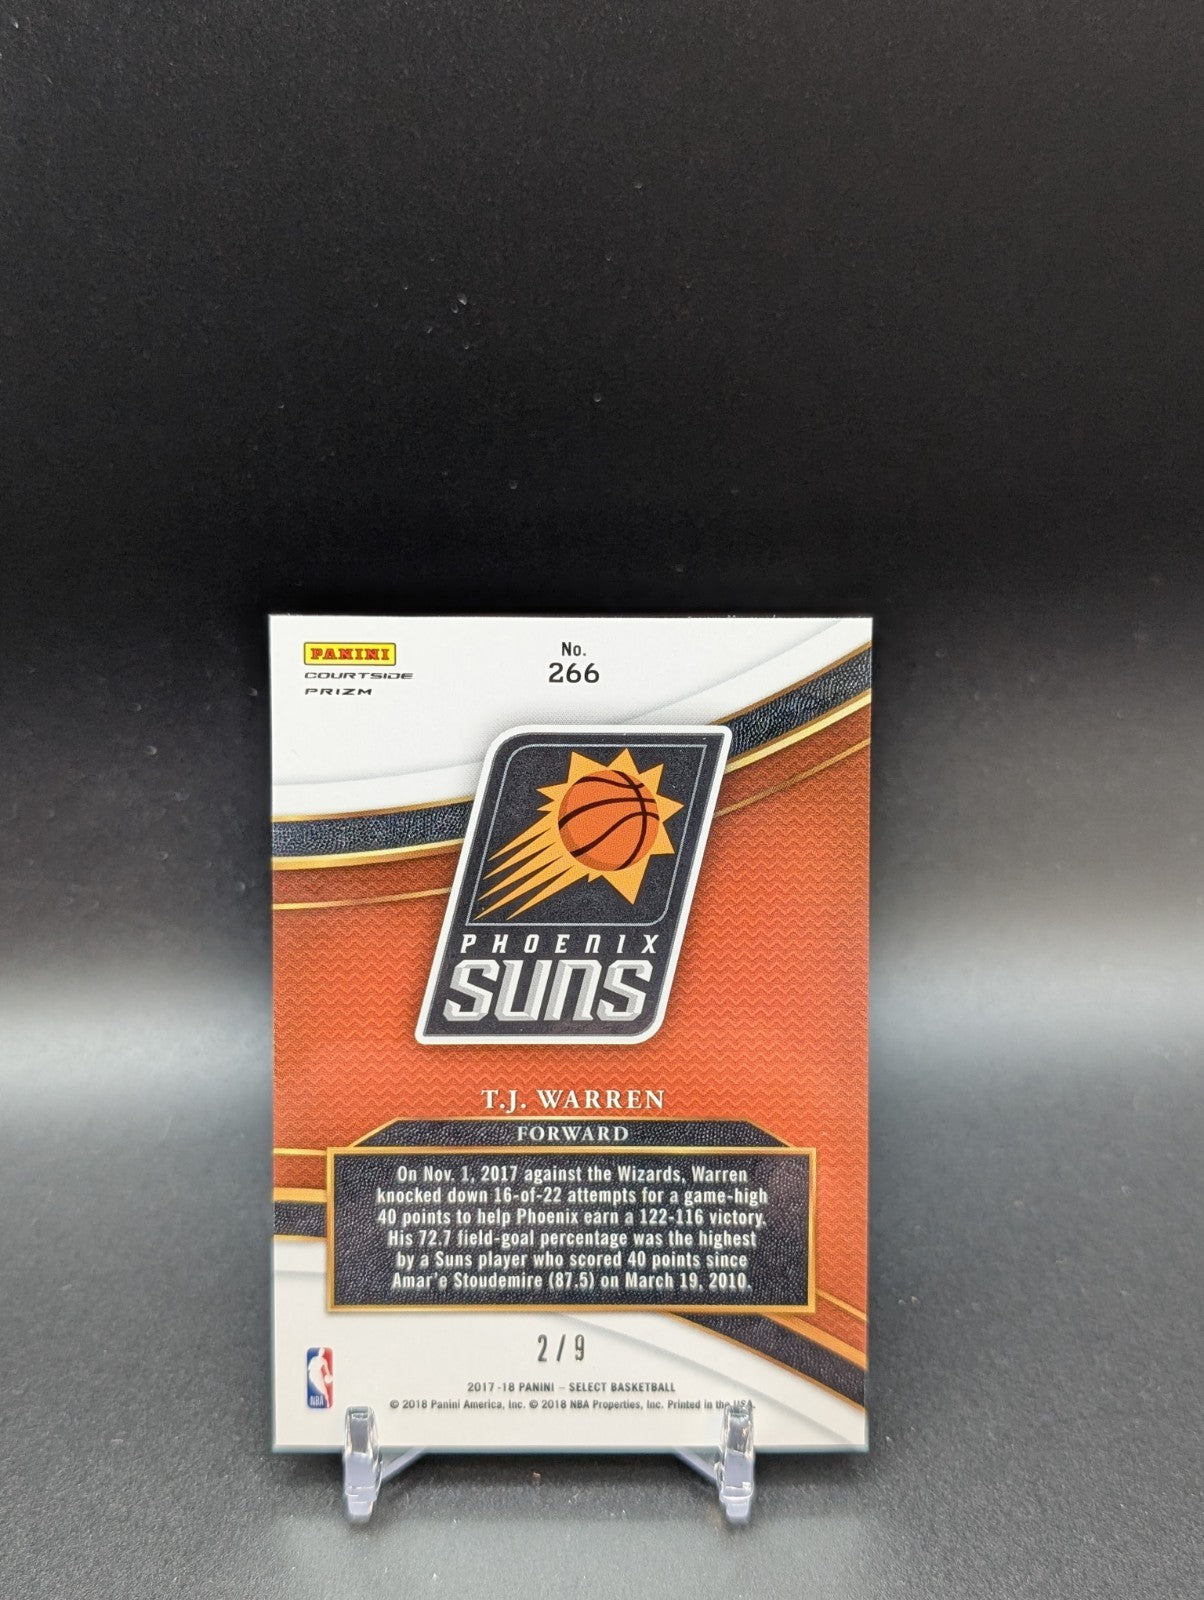 PANINI
COURTSIDE
PRIZM
No.
266
PHOENIX
SUNS
T.J. WARREN
FORWARD
On Nov. 1, 2017 against the Wizards, Warren
knocked down 16-of-22 attempts for a game-high
40 points to help Phoenix earn a 122-116 victory.
His 72.7 field-goal percentage was the highest
by a Suns player who scored 40 points since
Amar'e Stoudemire (87.5) on March 19, 2010.
2/9
NBA
2017-18 PANINI – SELECT BASKETBALL
© 2018 Panini America, Inc. © 2018 NBA Properties, Inc. Printed in the USA.